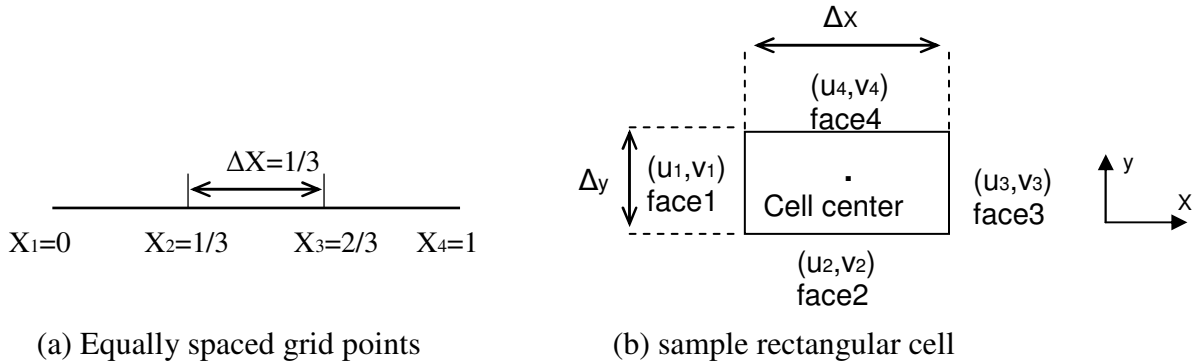 ΔX=1/3
X1=0 X2=1/3 X3=2/3 X4=1
(a) Equally spaced grid points
Δx
(u4,v4)
face4
Δy
(u1,v1)
face1
Cell center
(u3,v3)
face3
(u2,v2)
face2
y
X
(b) sample rectangular cell